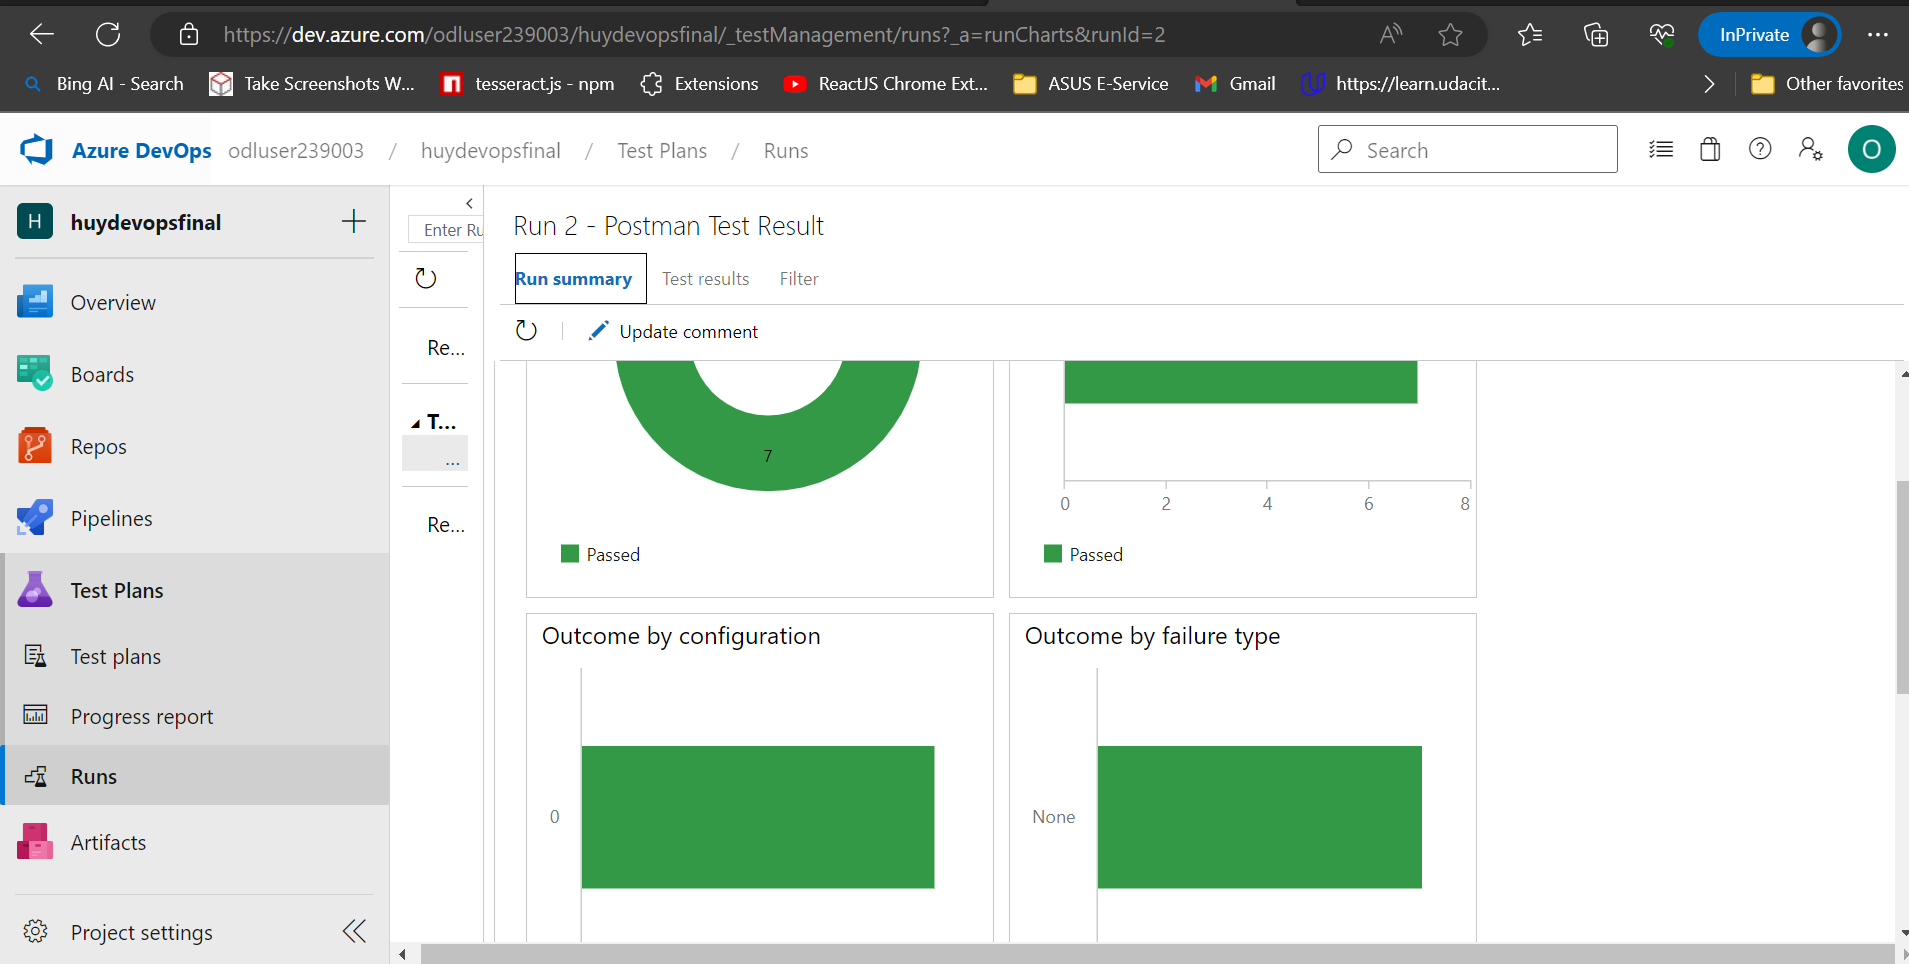 https://dev.azure.com/odluser239003/huydevopsfinal/_testManagement/runs?_a=runCharts&runId=2
InPrivate
Bing AI - Search
Take Screenshots W...
tesseract.js - npm
Extensions
ReactJS Chrome Ext...
ASUS E-Service
Gmail
https://learn.udacit...
Other favorites
Azure DevOps odluser239003 / huydevopsfinal / Test Plans / Runs
Search
O
H huydevopsfinal
Overview
Boards
Repos
Pipelines
Test Plans
Test plans
Progress report
Runs
Artifacts
Project settings
Enter Ru
Re...
T...
...
Re...
Run 2 - Postman Test Result
Run summary Test results Filter
Update comment
7
Passed
0 2 4 6 8
Passed
Outcome by configuration
0
Outcome by failure type
None